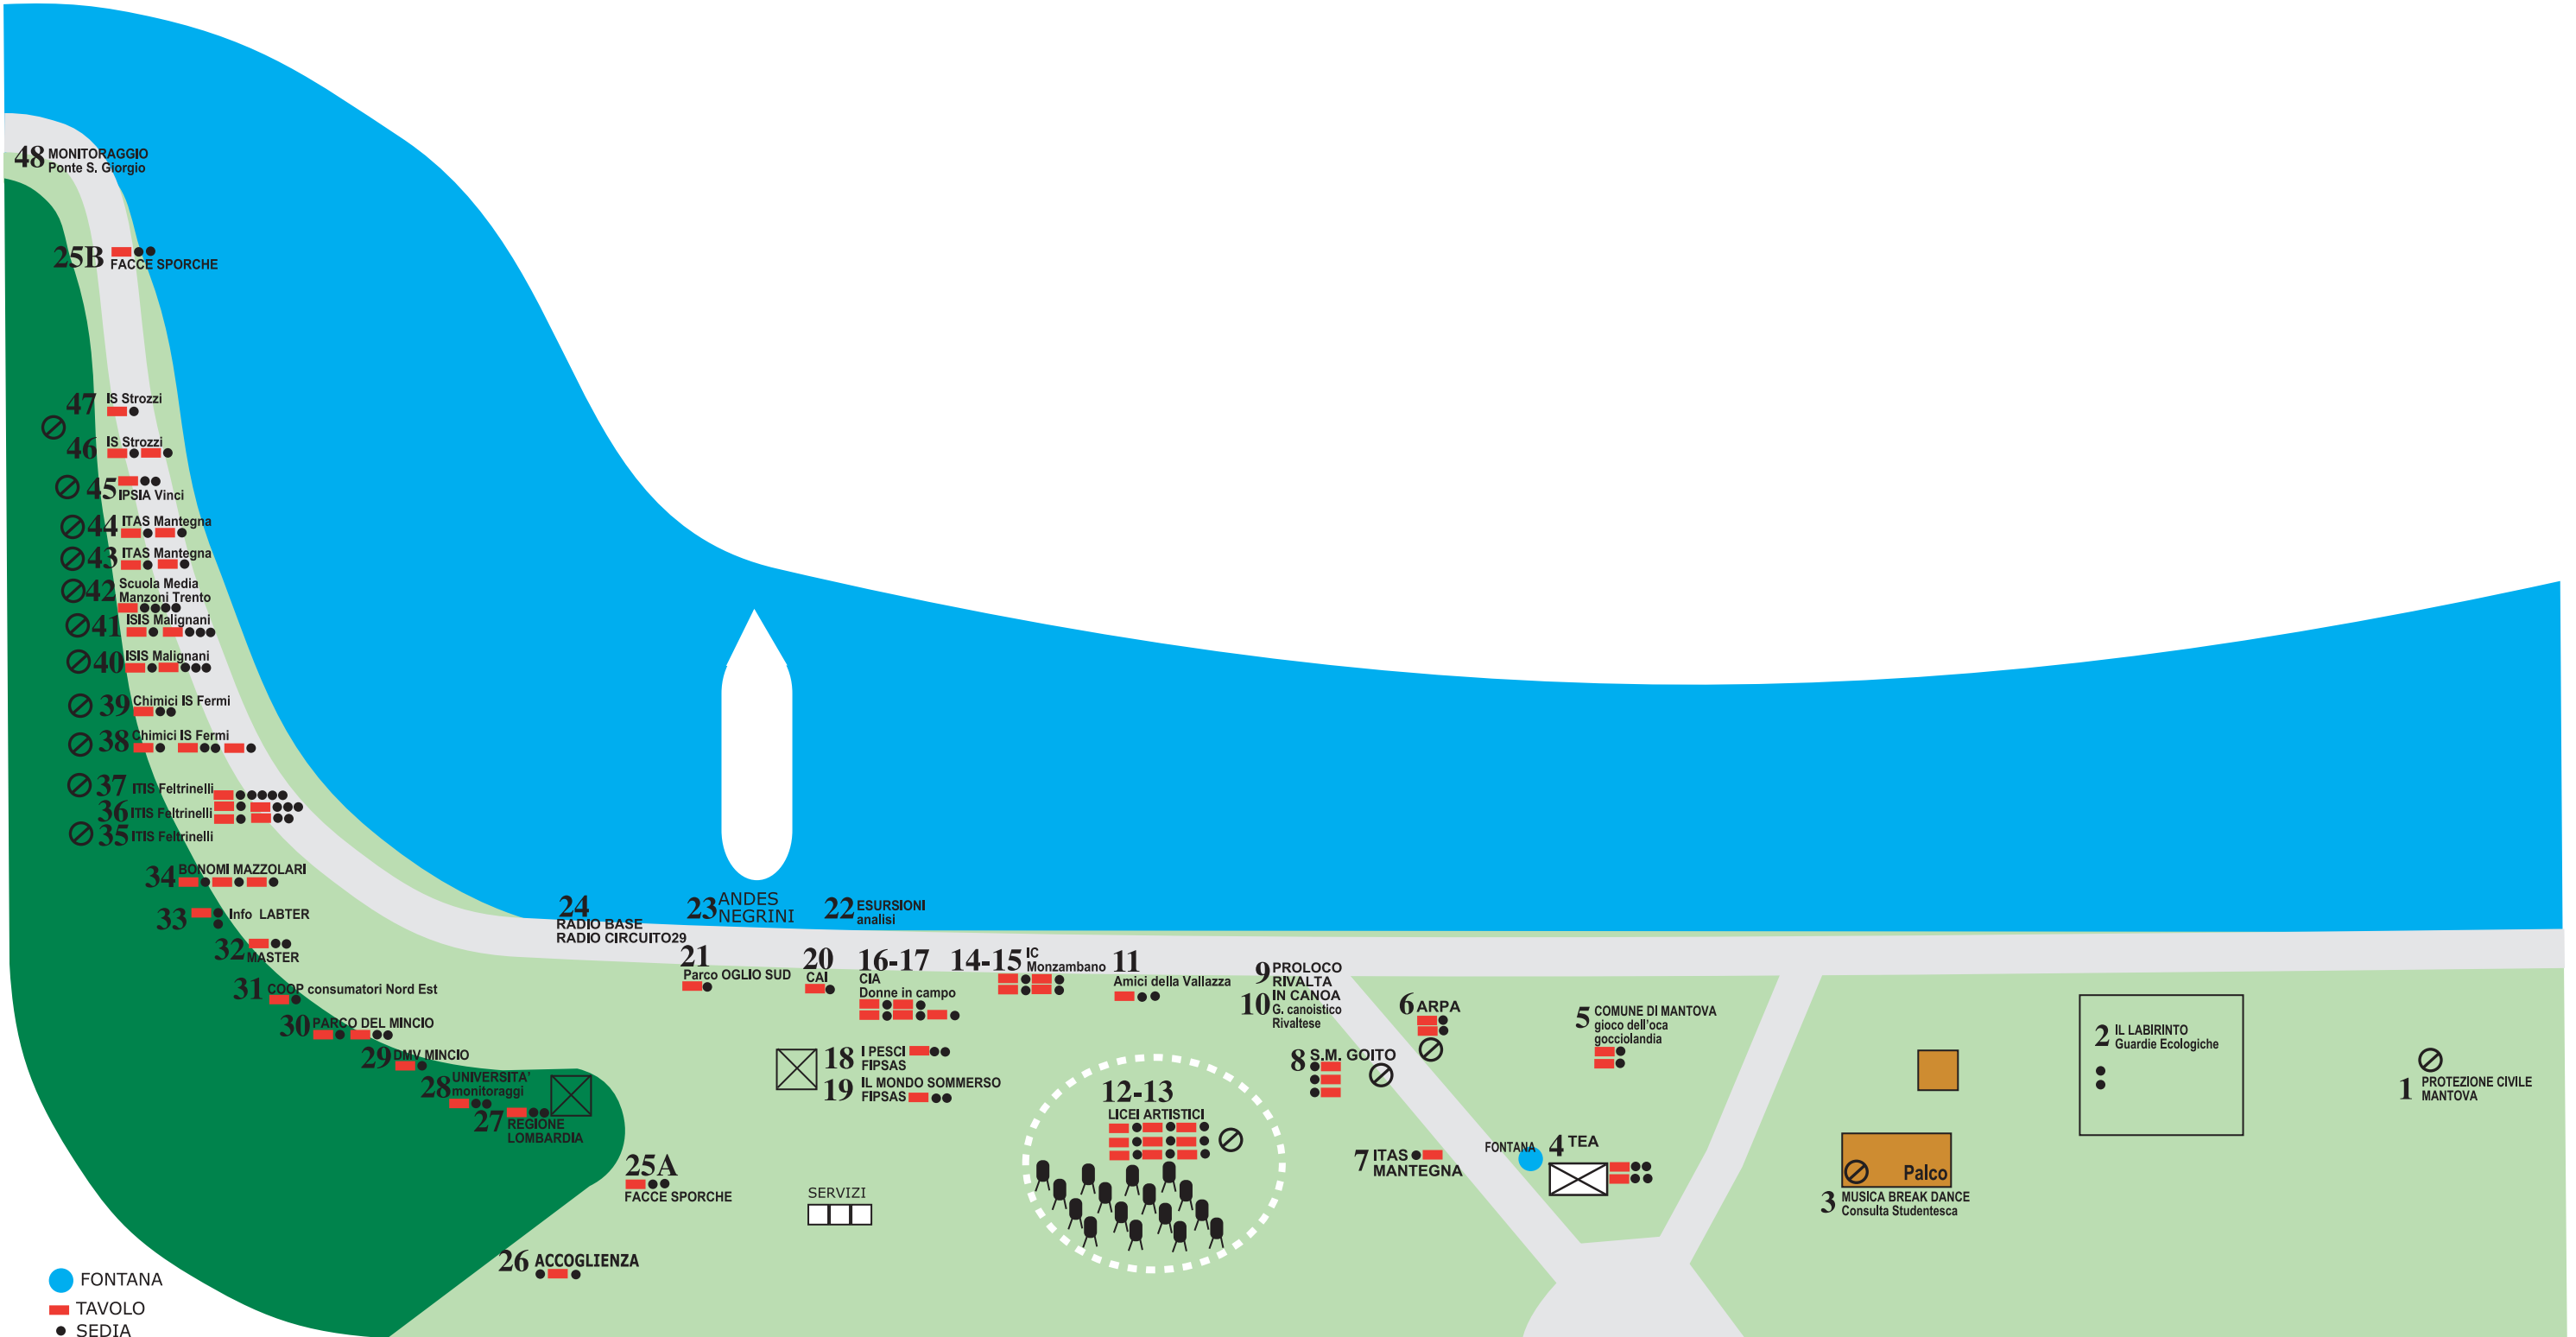 48 MONITORAGGIO
Ponte S. Giorgio
25B
FACCE SPORCHE
47 IS Strozzi
46 IS Strozzi
45 IPSIA Vinci
44 ITAS Mantegna
43 ITAS Mantegna
42 Scuola Media
Manzoni Trento
41 ISIS Malignani
40 ISIS Malignani
39 Chimici IS Fermi
38 Chimici IS Fermi
37 ITIS Feltrinelli
36 ITIS Feltrinelli
35 ITIS Feltrinelli
34 BONOMI MAZZOLARI
33 Info LABTER
32 MASTER
31 COOP consumatori Nord Est
30 PARCO DEL MINCIO
29 DMV MINCIO
28 UNIVERSITA'
monitoraggi
27 REGIONE
LOMBARDIA
25A
FACCE SPORCHE
26 ACCOGLIENZA
24
RADIO BASE
RADIO CIRCUITO29
23 ANDES
NEGRINI
22 ESURSIONI
analisi
21
Parco OGLIO SUD
20
CAI
16-17
CIA
Donne in campo
14-15 IC
Monzambano
11
Amici della Vallazza
18 I PESCI
FIPSAS
19 IL MONDO SOMMERSO
FIPSAS
SERVIZI
12-13
LICEI ARTISTICI
9 PROLOCO
RIVALTA
10 IN CANOA
G. canoistico
Rivaltese
8 S.M. GOITO
7 ITAS
MANTEGNA
6 ARPA
5 COMUNE DI MANTOVA
gioco dell'oca
gocciolandia
FONTANA
4 TEA
Palco
3 MUSICA BREAK DANCE
Consulta Studentesca
2 IL LABIRINTO
Guardie Ecologiche
1 PROTEZIONE CIVILE
MANTOVA
FONTANA
TAVOLO
SEDIA